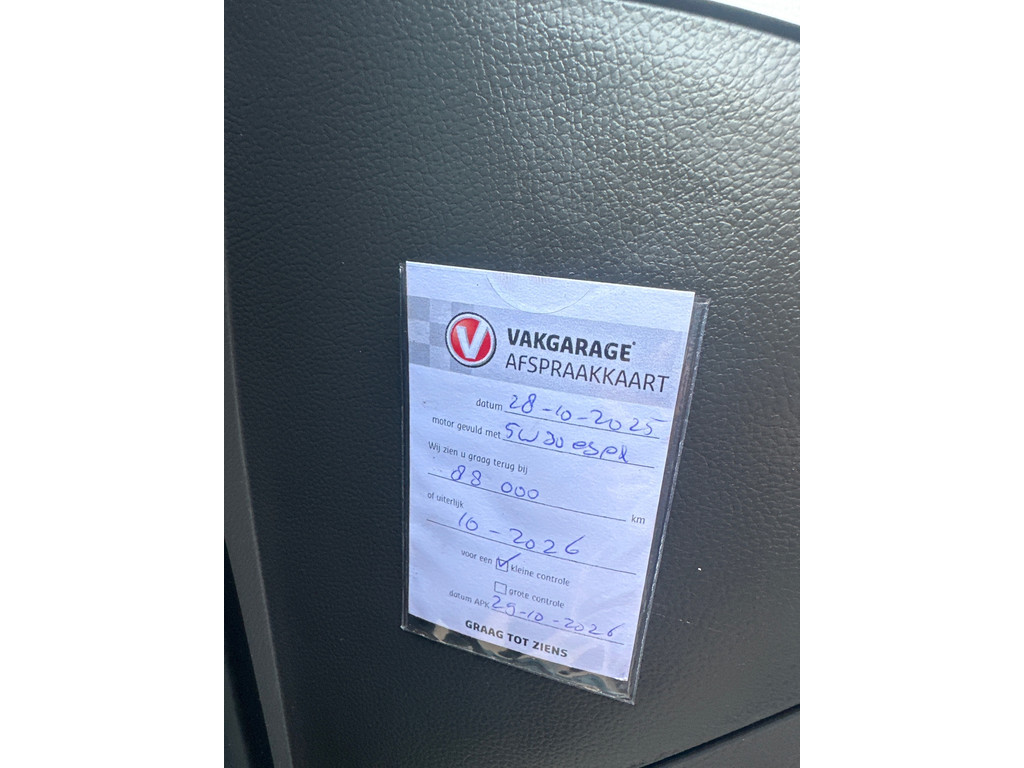 V VAKGARAGE®
AFSPRAAKKAART
datum 28-10-2025
motor gevuld met 5W30
Wij zien u graag terug bij
88 000 km
of uiterlijk
10-2026
voor een ☑ kleine controle
☐ grote controle
datum APK 29-10-2026
GRAAG TOT ZIENS